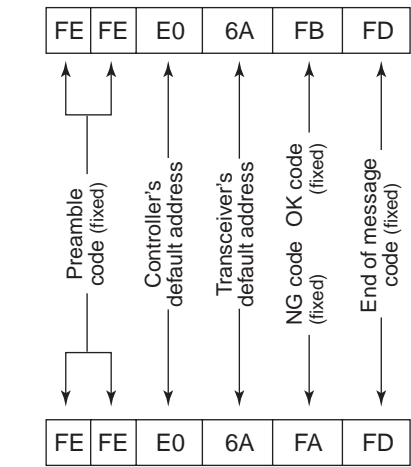 FE FE E0 6A FB FD
Preamble
code (fixed)
Controller's
default address
Transceiver's
default address
OK code
(fixed)
NG code
(fixed)
End of message
code (fixed)
FE FE E0 6A FA FD